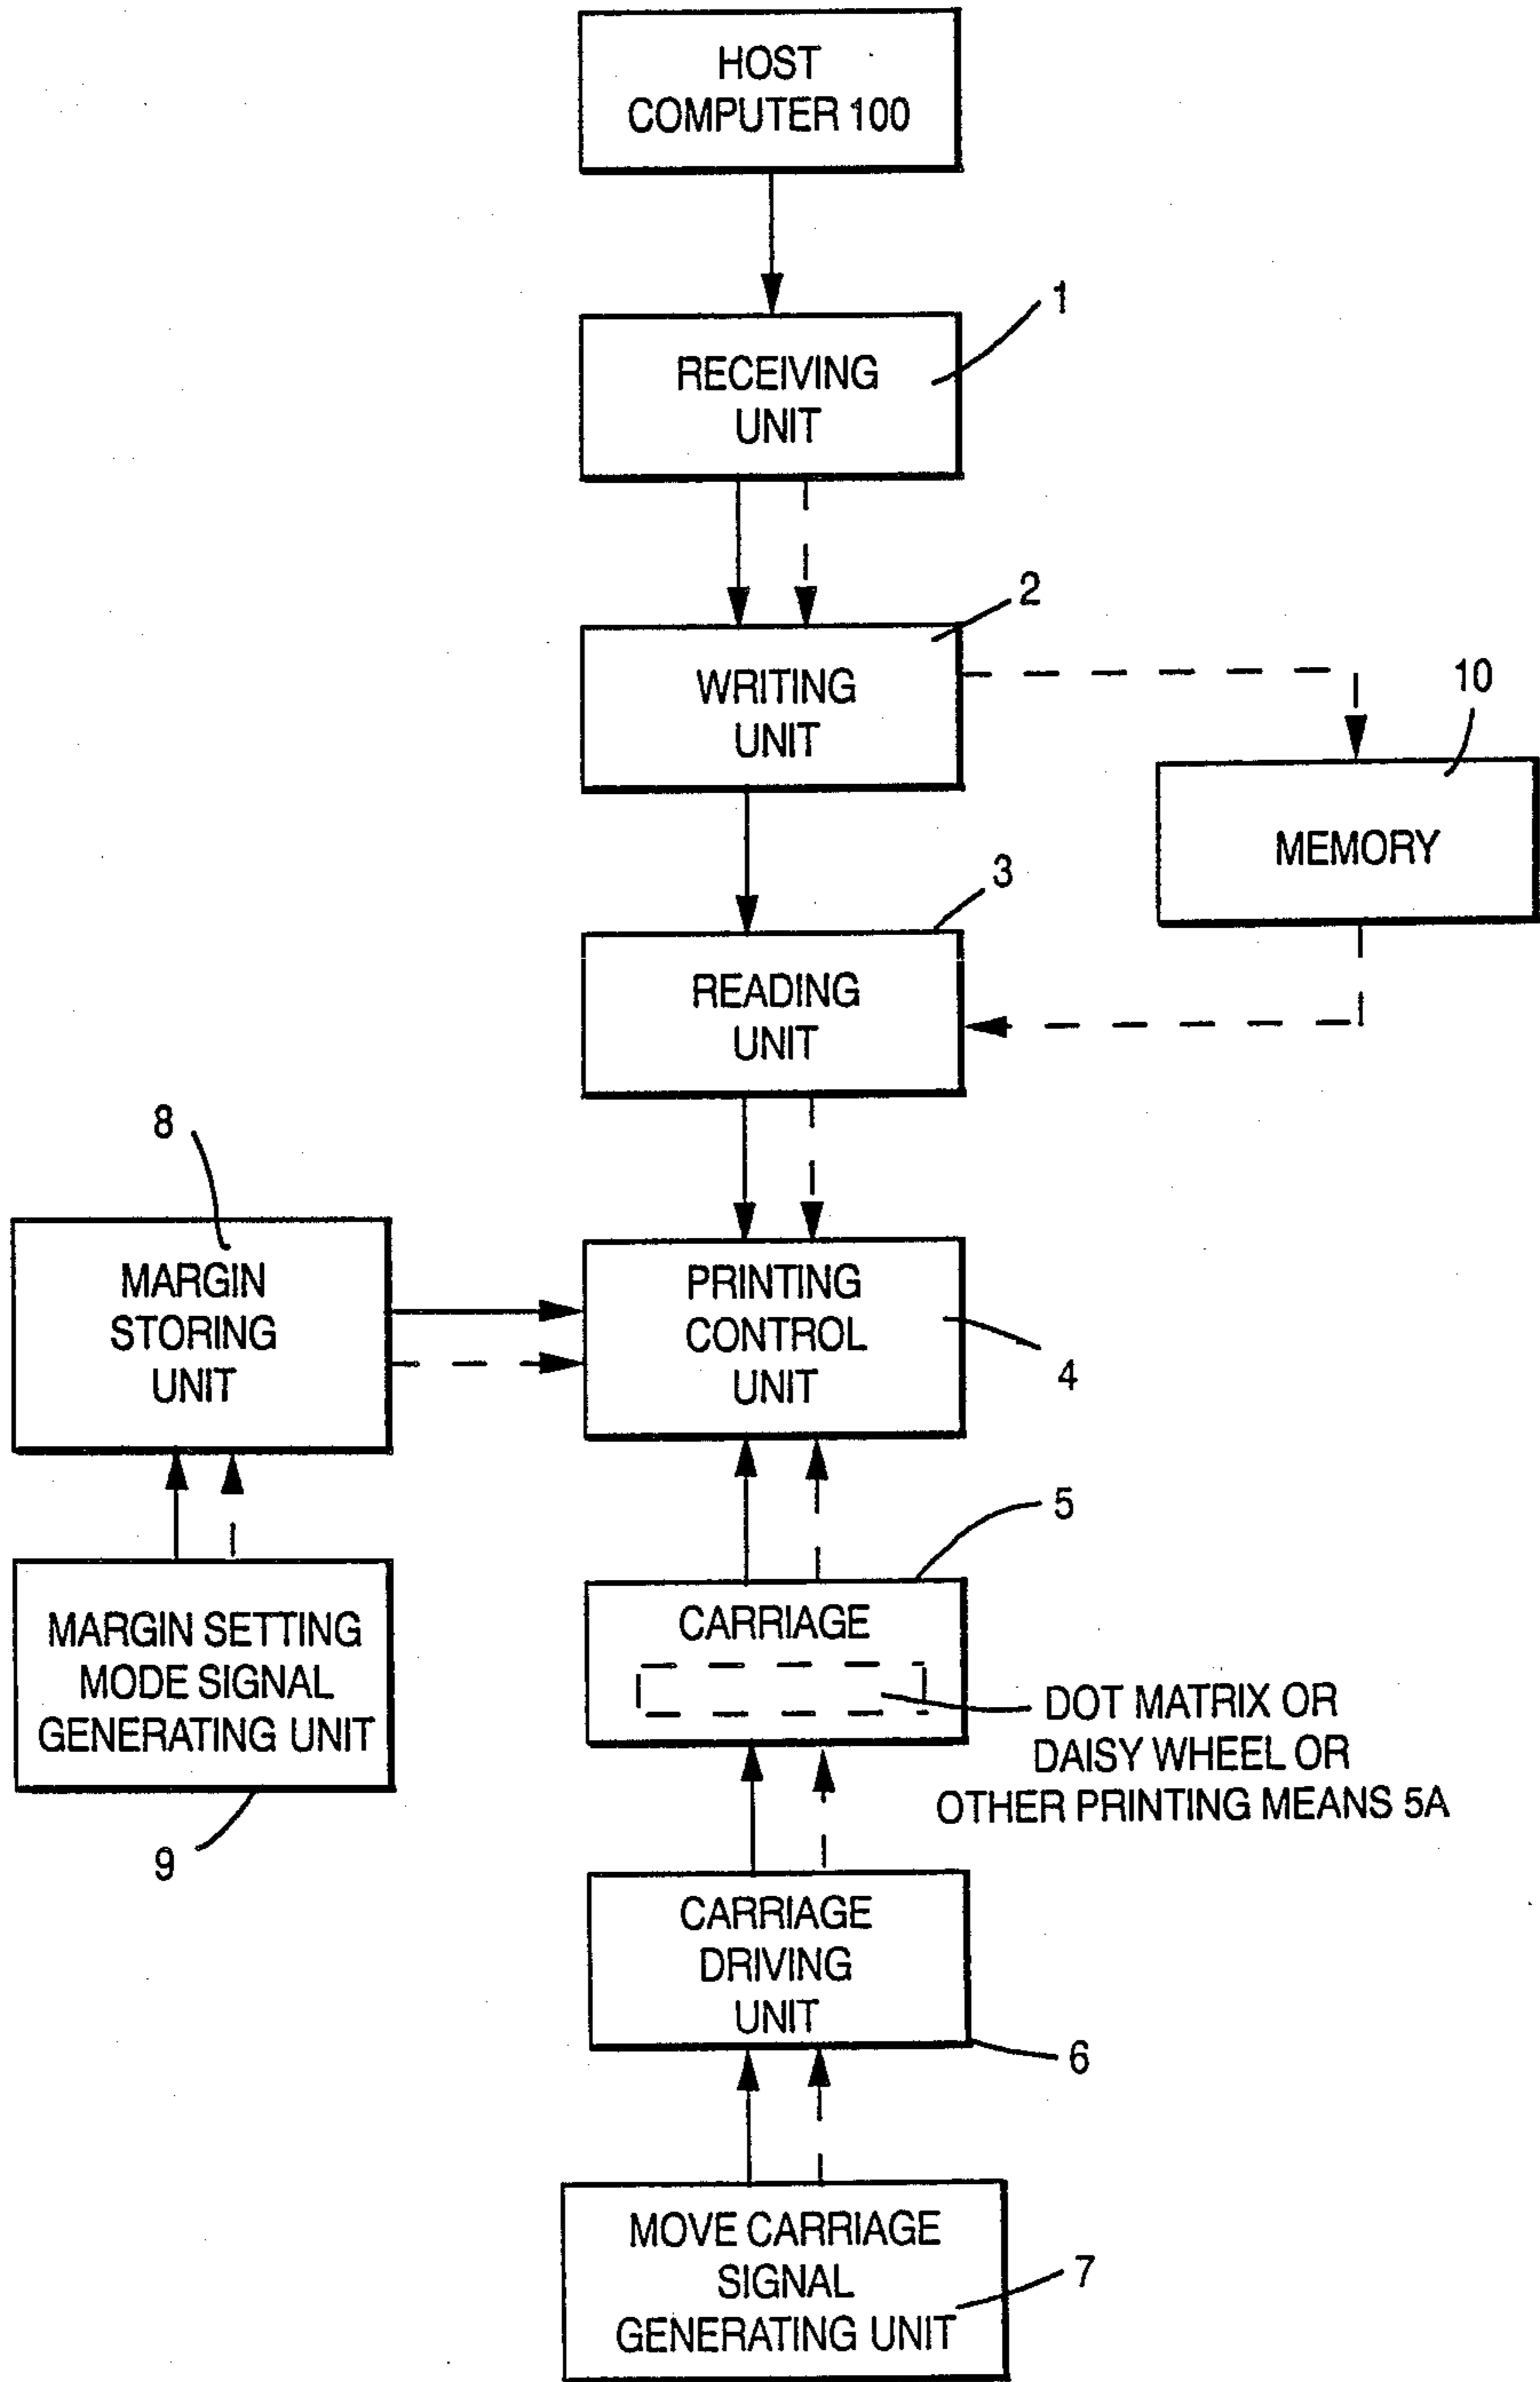 HOST
COMPUTER 100
1
RECEIVING
UNIT
2
WRITING
UNIT
10
MEMORY
3
READING
UNIT
8
MARGIN
STORING
UNIT
PRINTING
CONTROL
UNIT
4
5
CARRIAGE
MARGIN SETTING
MODE SIGNAL
GENERATING UNIT
9
DOT MATRIX OR
DAISY WHEEL OR
OTHER PRINTING MEANS 5A
CARRIAGE
DRIVING
UNIT
6
MOVE CARRIAGE
SIGNAL
GENERATING UNIT
7